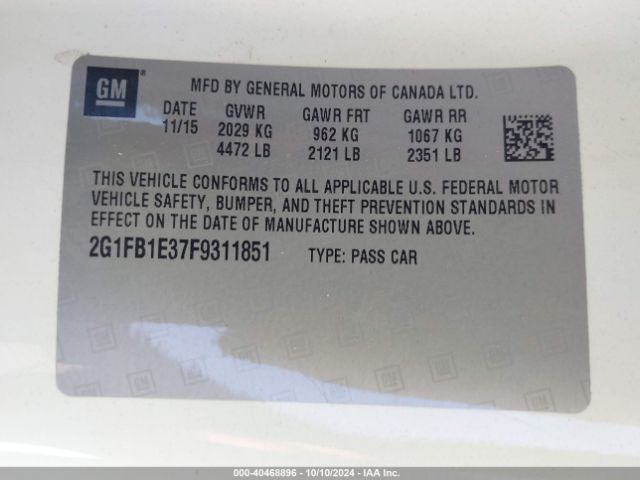 GM ®
MFD BY GENERAL MOTORS OF CANADA LTD.
DATE GVWR GAWR FRT GAWR RR
11/15 2029 KG 962 KG 1067 KG
4472 LB 2121 LB 2351 LB
THIS VEHICLE CONFORMS TO ALL APPLICABLE U.S. FEDERAL MOTOR
VEHICLE SAFETY, BUMPER, AND THEFT PREVENTION STANDARDS IN
EFFECT ON THE DATE OF MANUFACTURE SHOWN ABOVE.
2G1FB1E37F9311851 TYPE: PASS CAR
000-40468896 - 10/10/2024 - IAA Inc.